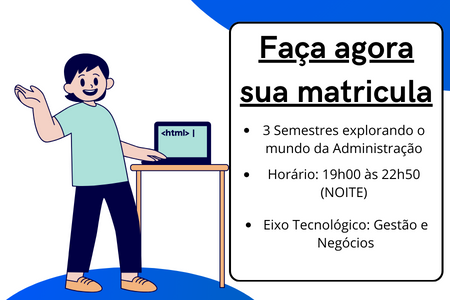 Faça agora
sua matricula
<html> |
• 3 Semestres explorando o
mundo da Administração
• Horário: 19h00 às 22h50
(NOITE)
• Eixo Tecnológico: Gestão e
Negócios